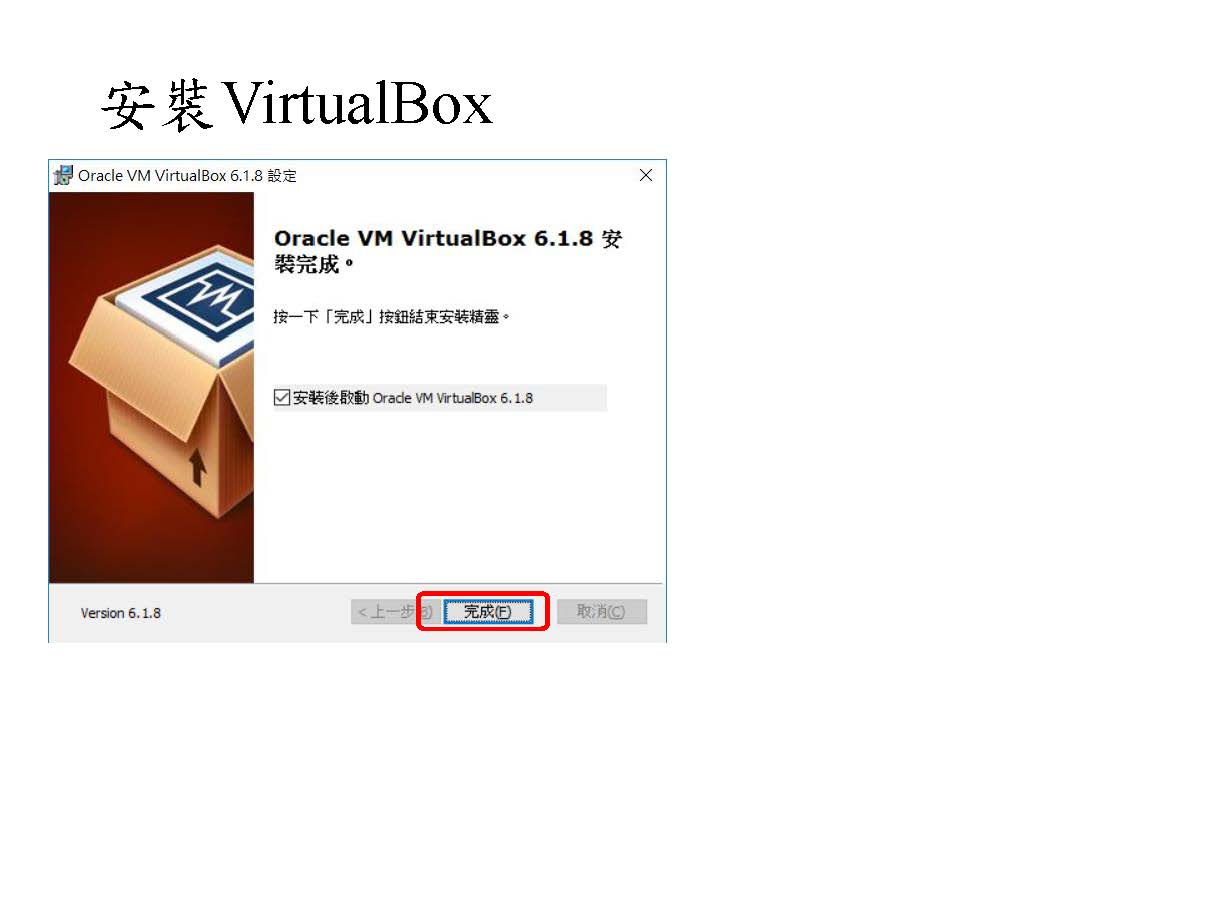 安裝VirtualBox
Oracle VM VirtualBox 6.1.8 設定
Oracle VM VirtualBox 6.1.8 安
裝完成。
按一下「完成」按鈕結束安裝精靈。
安裝後啟動 Oracle VM VirtualBox 6.1.8
Version 6.1.8
< 上一步(B) 完成(F) 取消(C)